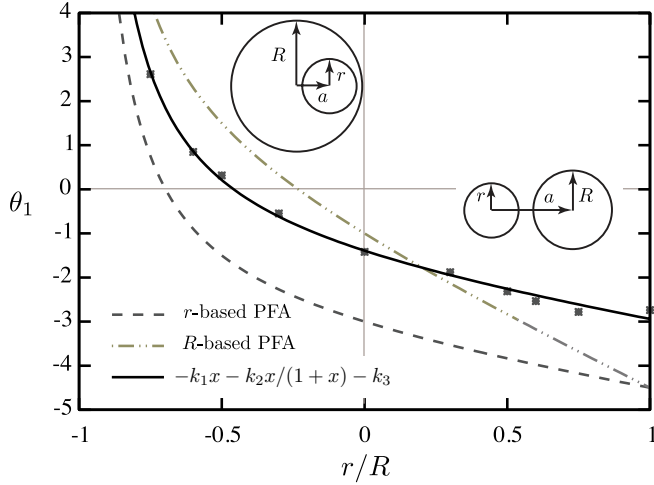 4
3
2
1
0
-1
-2
-3
-4
-5
θ₁
R
r
a
r
a
R
r-based PFA
R-based PFA
−k₁x − k₂x/(1 + x) − k₃
-1
-0.5
0
0.5
1
r/R